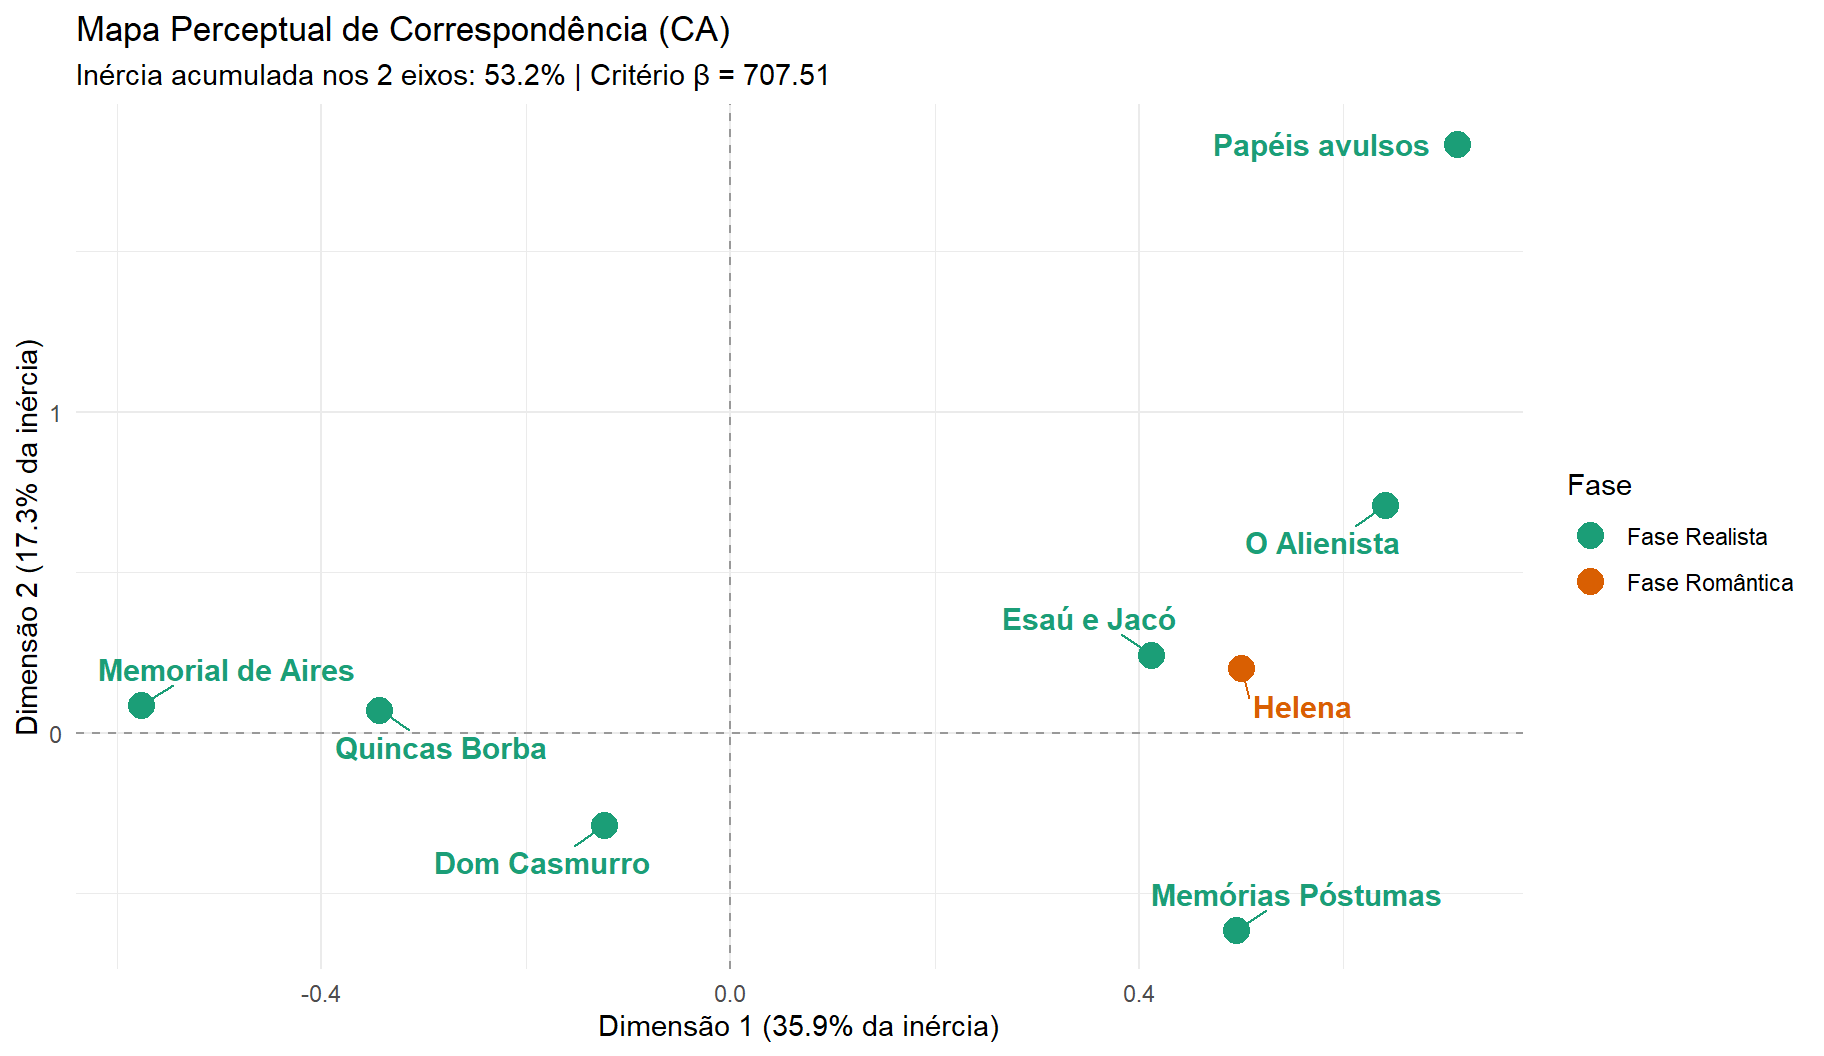 Mapa Perceptual de Correspondência (CA)
Inércia acumulada nos 2 eixos: 53.2% | Critério β = 707.51
Papéis avulsos
O Alienista
Esaú e Jacó
Helena
Memorial de Aires
Quincas Borba
Dom Casmurro
Memórias Póstumas
Dimensão 2 (17.3% da inércia)
1
0
-0.4
0.0
0.4
Dimensão 1 (35.9% da inércia)
Fase
Fase Realista
Fase Romântica